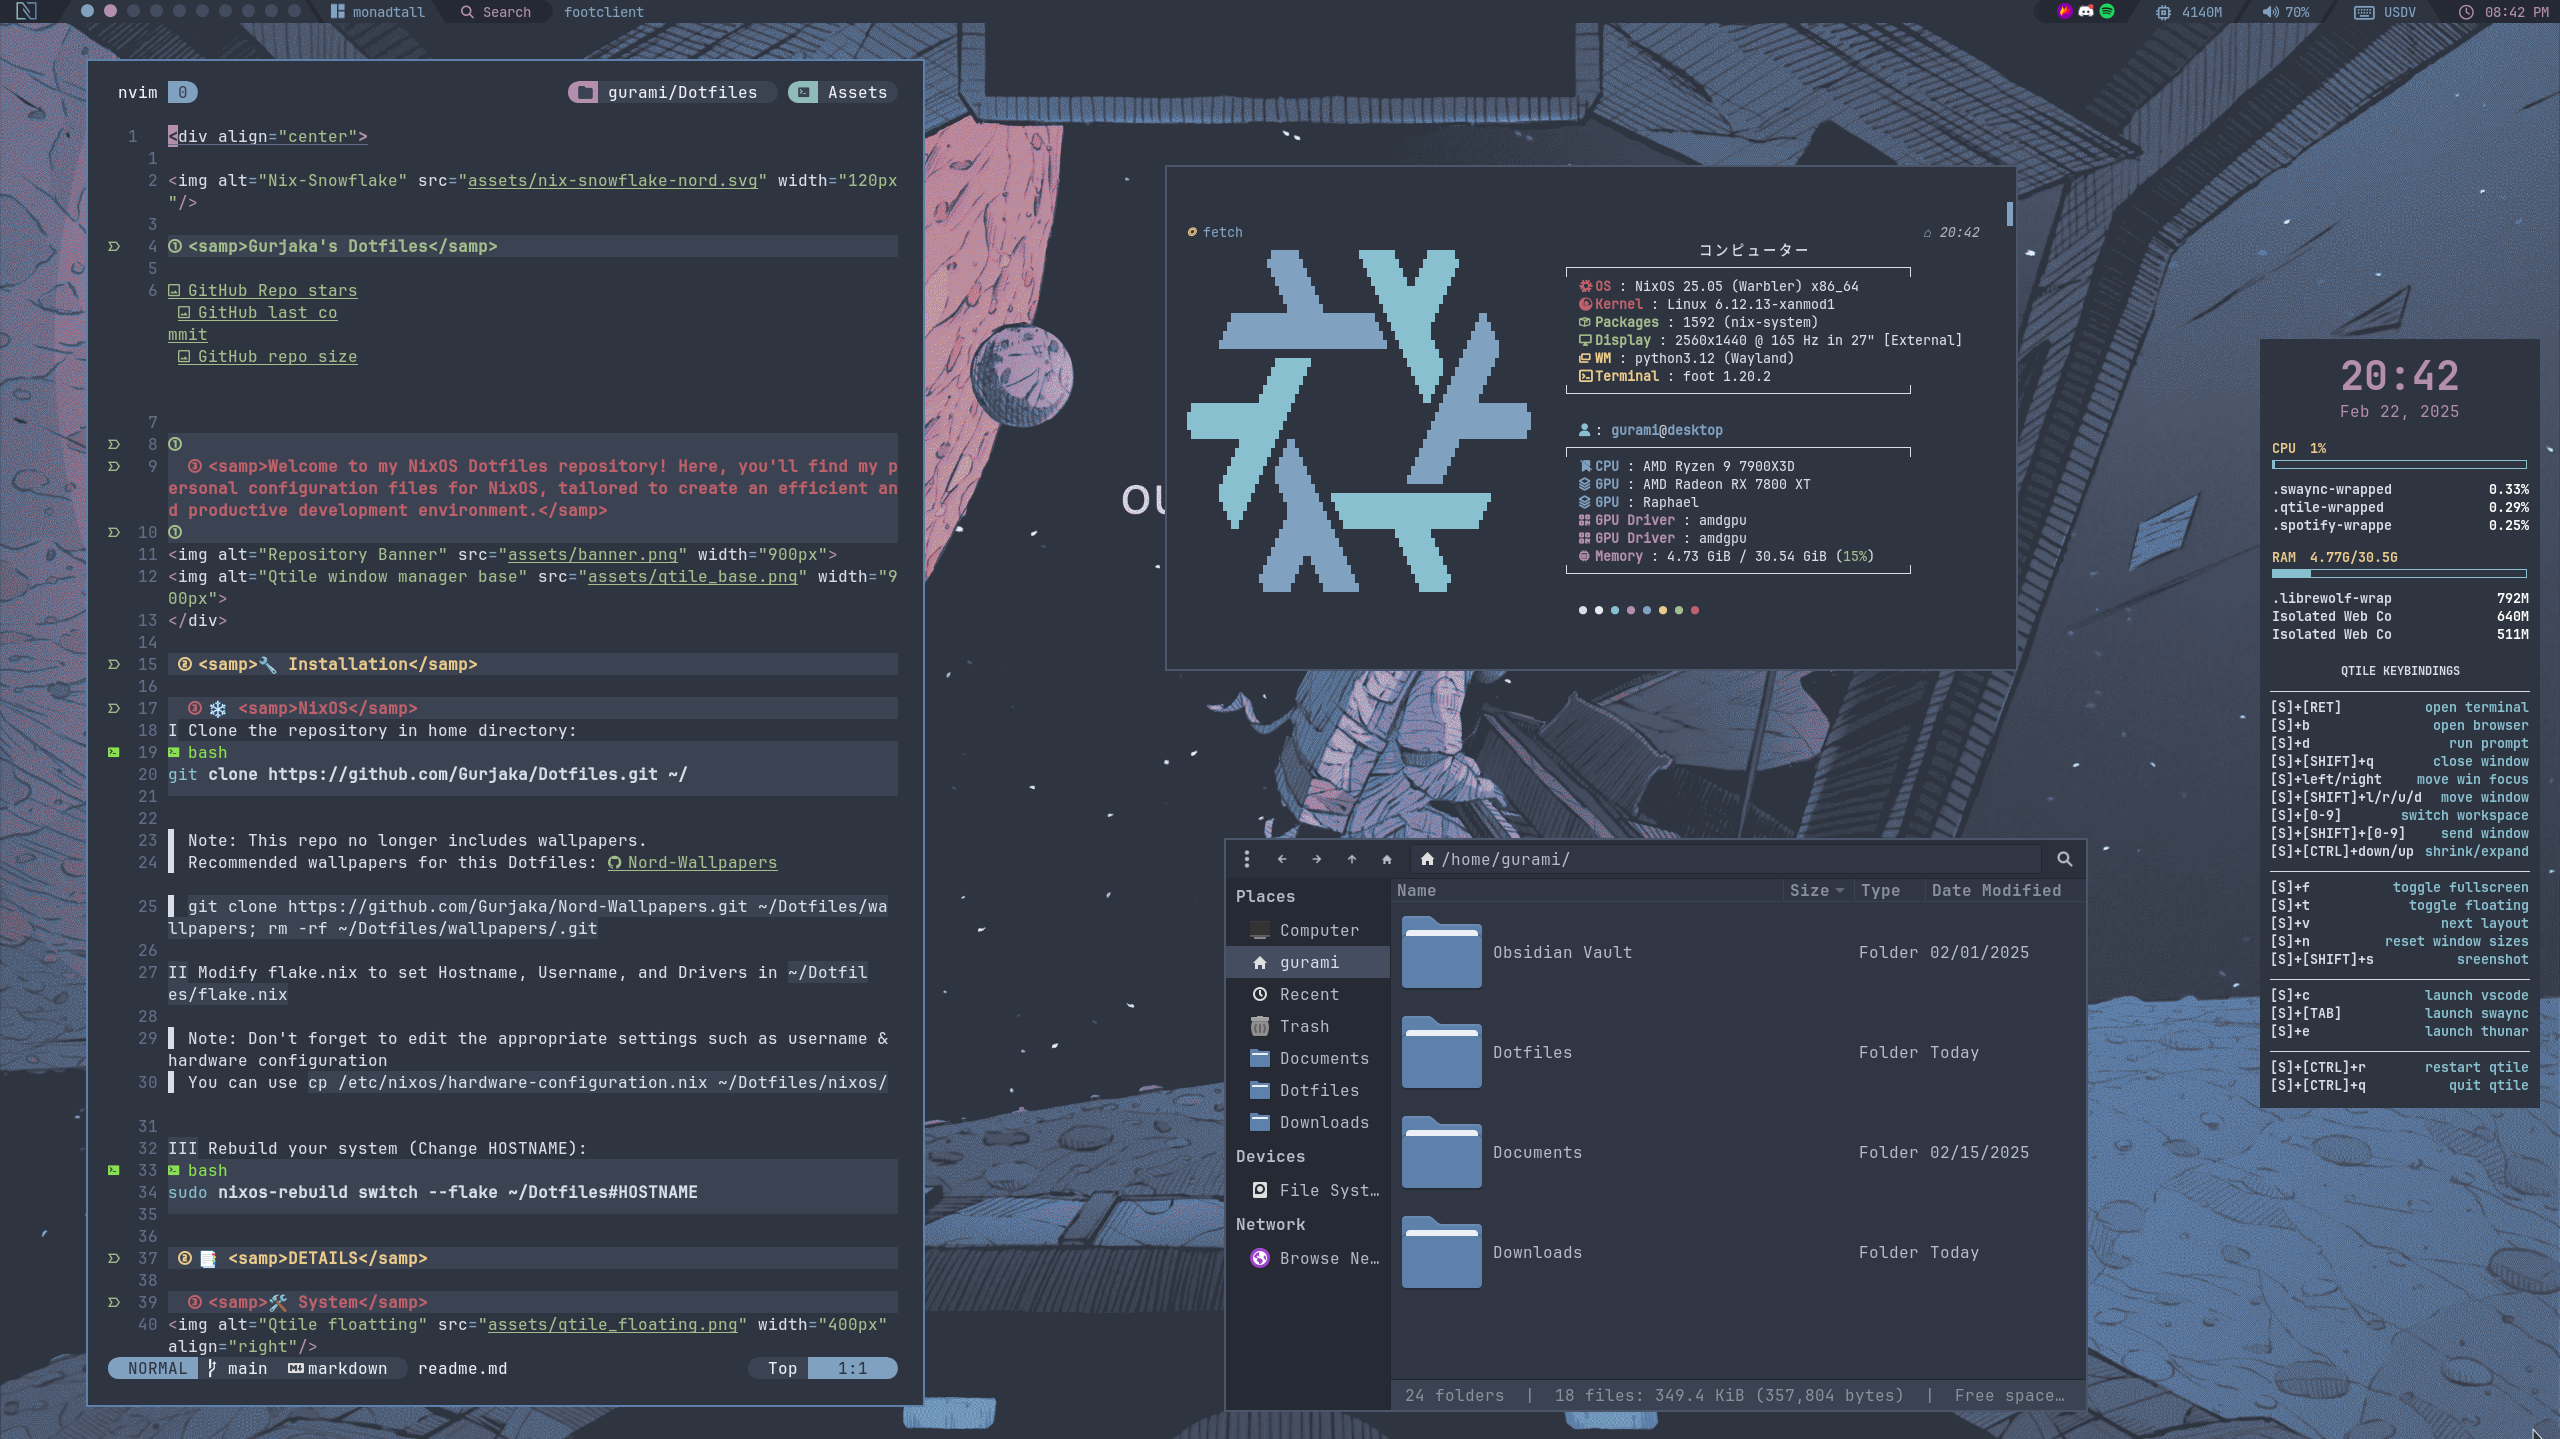 monadtall
Search
footclient
4140M
70%
USDV
08:42 PM
nvim 0
gurami/Dotfiles
Assets
1 <div align="center">
1
2 <img alt="Nix-Snowflake" src="assets/nix-snowflake-nord.svg" width="120px
"/>
3
4 ① <samp>Gurjaka's Dotfiles</samp>
5
6 GitHub Repo stars
GitHub last co
mmit
GitHub repo size
7
8 ①
9 ③ <samp>Welcome to my NixOS Dotfiles repository! Here, you'll find my p
ersonal configuration files for NixOS, tailored to create an efficient an
d productive development environment.</samp>
10 ①
11 <img alt="Repository Banner" src="assets/banner.png" width="900px">
12 <img alt="Qtile window manager base" src="assets/qtile_base.png" width="9
00px">
13 </div>
14
15 ② <samp>🔧 Installation</samp>
16
17 ③ ❄️ <samp>NixOS</samp>
18 I Clone the repository in home directory:
19 bash
20 git clone https://github.com/Gurjaka/Dotfiles.git ~/
21
22
23 Note: This repo no longer includes wallpapers.
24 Recommended wallpapers for this Dotfiles: Nord-Wallpapers
25 git clone https://github.com/Gurjaka/Nord-Wallpapers.git ~/Dotfiles/wa
llpapers; rm -rf ~/Dotfiles/wallpapers/.git
26
27 II Modify flake.nix to set Hostname, Username, and Drivers in ~/Dotfil
es/flake.nix
28
29 Note: Don't forget to edit the appropriate settings such as username &
hardware configuration
30 You can use cp /etc/nixos/hardware-configuration.nix ~/Dotfiles/nixos/
31
32 III Rebuild your system (Change HOSTNAME):
33 bash
34 sudo nixos-rebuild switch --flake ~/Dotfiles#HOSTNAME
35
36
37 ② 📑 <samp>DETAILS</samp>
38
39 ③ <samp>🛠️ System</samp>
40 <img alt="Qtile floatting" src="assets/qtile_floating.png" width="400px"
align="right"/>
NORMAL main markdown readme.md Top 1:1
ou
fetch
20:42
コンピューター
OS : NixOS 25.05 (Warbler) x86_64
Kernel : Linux 6.12.13-xanmod1
Packages : 1592 (nix-system)
Display : 2560x1440 @ 165 Hz in 27" [External]
WM : python3.12 (Wayland)
Terminal : foot 1.20.2
: gurami@desktop
CPU : AMD Ryzen 9 7900X3D
GPU : AMD Radeon RX 7800 XT
GPU : Raphael
GPU Driver : amdgpu
GPU Driver : amdgpu
Memory : 4.73 GiB / 30.54 GiB (15%)
/home/gurami/
Places
Computer
gurami
Recent
Trash
Documents
Dotfiles
Downloads
Devices
File Syst…
Network
Browse Ne…
Name Size Type Date Modified
Obsidian Vault Folder 02/01/2025
Dotfiles Folder Today
Documents Folder 02/15/2025
Downloads Folder Today
24 folders | 18 files: 349.4 KiB (357,804 bytes) | Free space…
20:42
Feb 22, 2025
CPU 1%
.swaync-wrapped 0.33%
.qtile-wrapped 0.29%
.spotify-wrappe 0.25%
RAM 4.77G/30.5G
.librewolf-wrap 792M
Isolated Web Co 640M
Isolated Web Co 511M
QTILE KEYBINDINGS
[S]+[RET] open terminal
[S]+b open browser
[S]+d run prompt
[S]+[SHIFT]+q close window
[S]+left/right move win focus
[S]+[SHIFT]+l/r/u/d move window
[S]+[0-9] switch workspace
[S]+[SHIFT]+[0-9] send window
[S]+[CTRL]+down/up shrink/expand
[S]+f toggle fullscreen
[S]+t toggle floating
[S]+v next layout
[S]+n reset window sizes
[S]+[SHIFT]+s sreenshot
[S]+c launch vscode
[S]+[TAB] launch swaync
[S]+e launch thunar
[S]+[CTRL]+r restart qtile
[S]+[CTRL]+q quit qtile